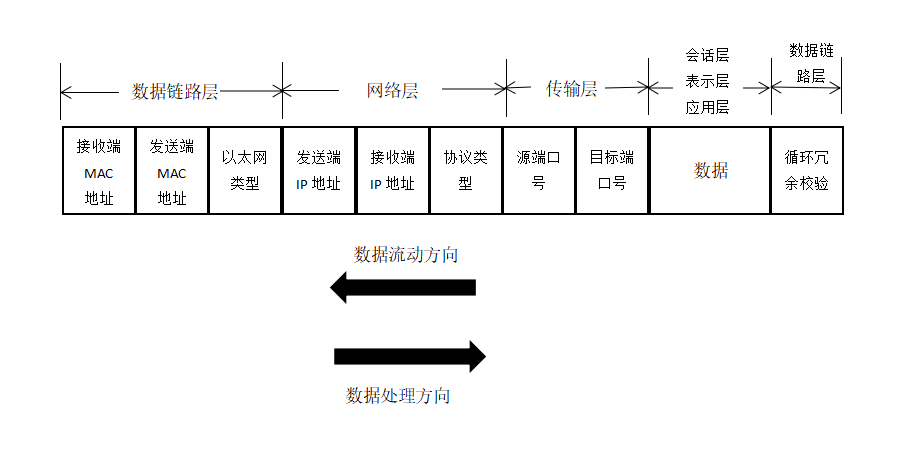 会话层
表示层
应用层
数据链
路层
数据链路层
网络层
传输层
接收端
MAC
地址
发送端
MAC
地址
以太网
类型
发送端
IP 地址
接收端
IP 地址
协议类
型
源端口
号
目标端
口号
数据
循环冗
余校验
数据流动方向
数据处理方向